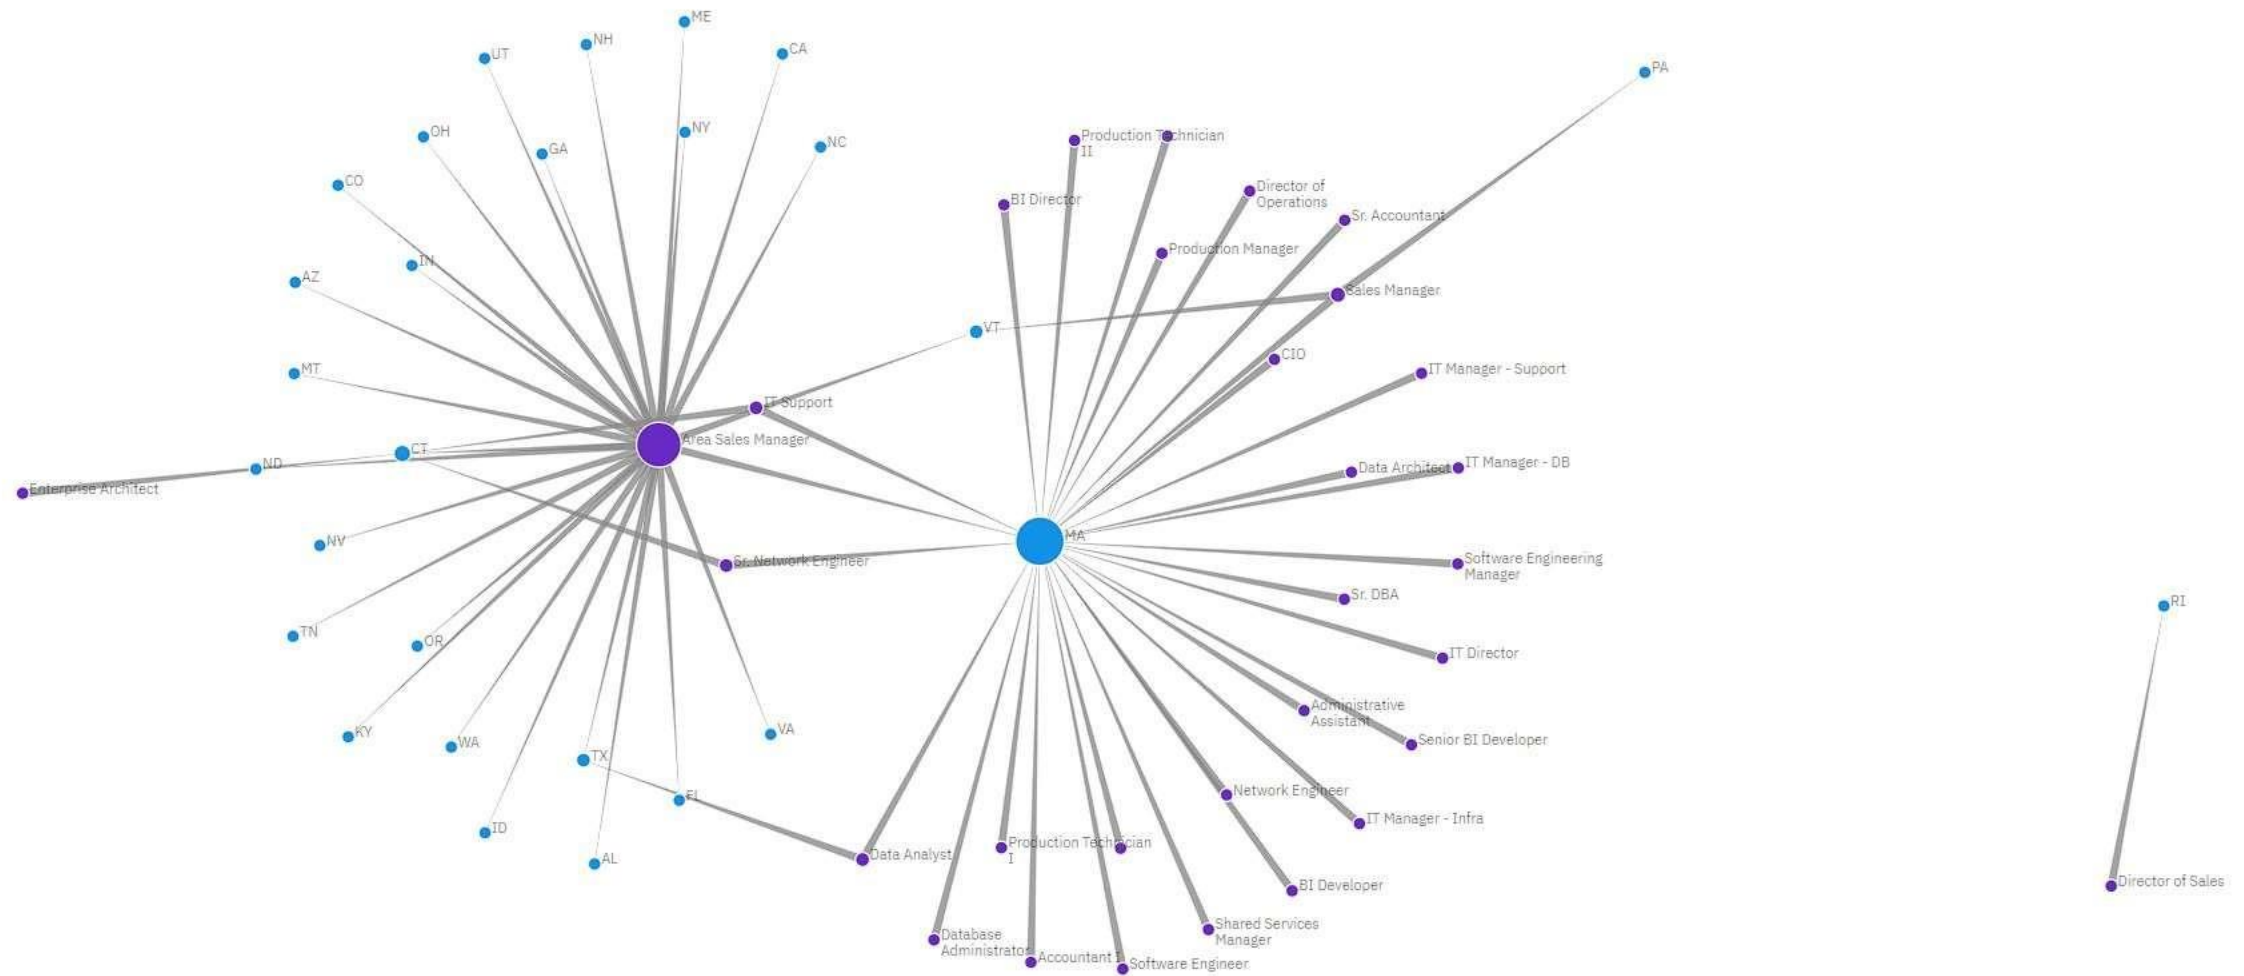 ME
NH
CA
UT
PA
NY
OH
Production Technician
II
NC
GA
CO
Director of
Operations
BI Director
Sr. Accountant
Production Manager
IN
AZ
Sales Manager
VT
CIO
MT
IT Manager - Support
IT Support
Area Sales Manager
CT
ND
Data Architect
IT Manager - DB
Enterprise Architect
MA
NV
Sr. Network Engineer
Software Engineering
Manager
Sr. DBA
RI
TN
OR
IT Director
Administrative
Assistant
VA
KY
WA
Senior BI Developer
TX
Network Engineer
FL
IT Manager - Infra
ID
Production Technician
I
Data Analyst
AL
Director of Sales
BI Developer
Shared Services
Manager
Database
Administrator
Accountant I
Software Engineer